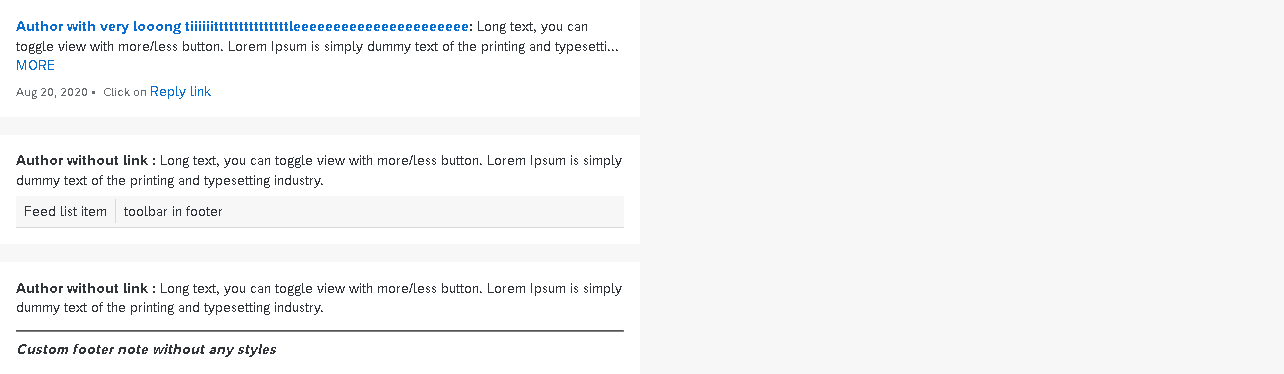 Author with very looong tiiiiiittttttttttttttttleeeeeeeeeeeeeeeeeeeeee: Long text, you can
toggle view with more/less button. Lorem Ipsum is simply dummy text of the printing and typesetti...
MORE
Aug 20, 2020 • Click on Reply link
Author without link : Long text, you can toggle view with more/less button. Lorem Ipsum is simply
dummy text of the printing and typesetting industry.
Feed list item toolbar in footer
Author without link : Long text, you can toggle view with more/less button. Lorem Ipsum is simply
dummy text of the printing and typesetting industry.
Custom footer note without any styles